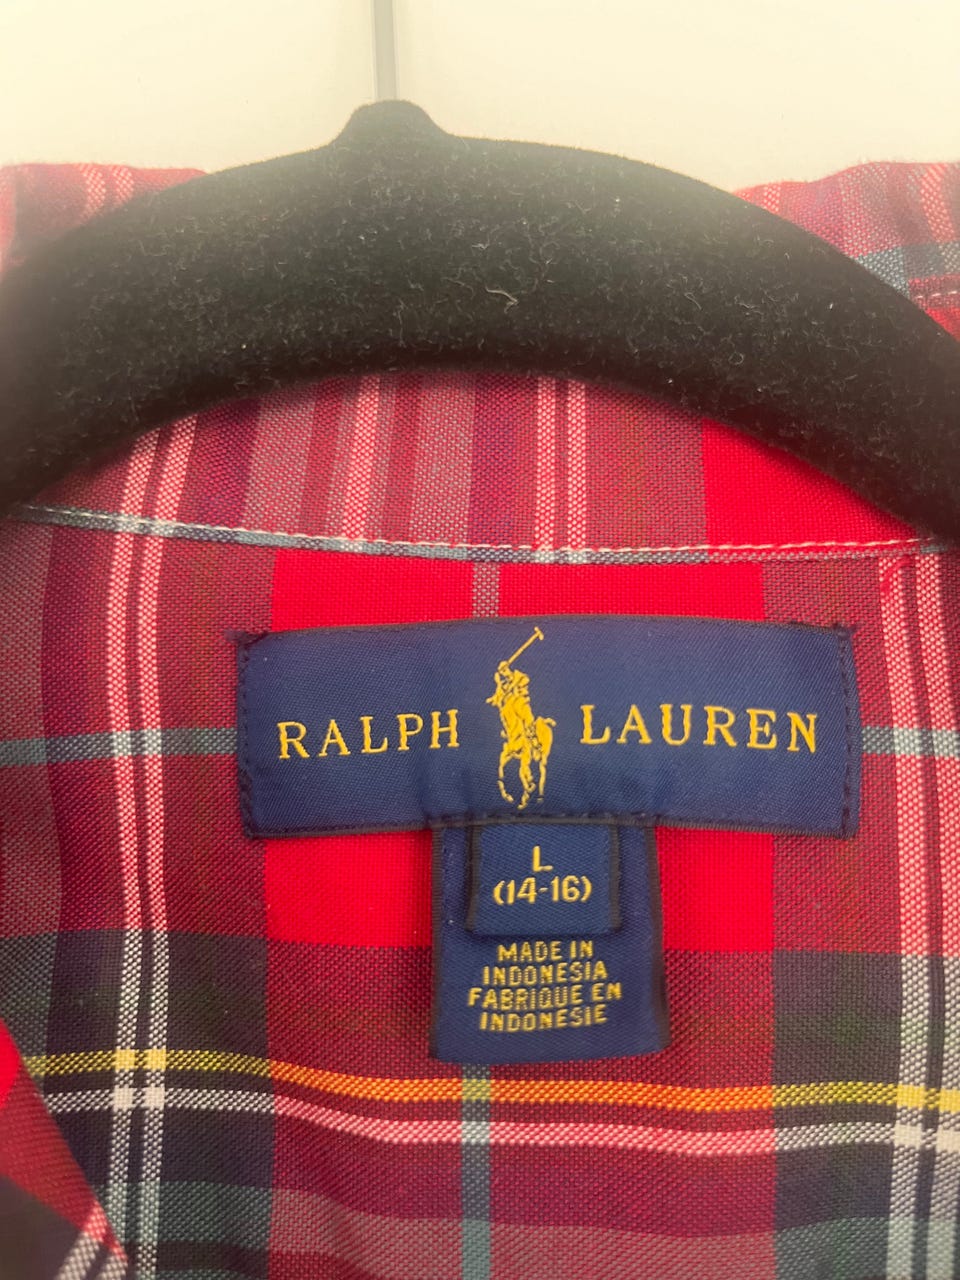 RALPH LAUREN
L
(14-16)
MADE IN
INDONESIA
FABRIQUE EN
INDONESIE